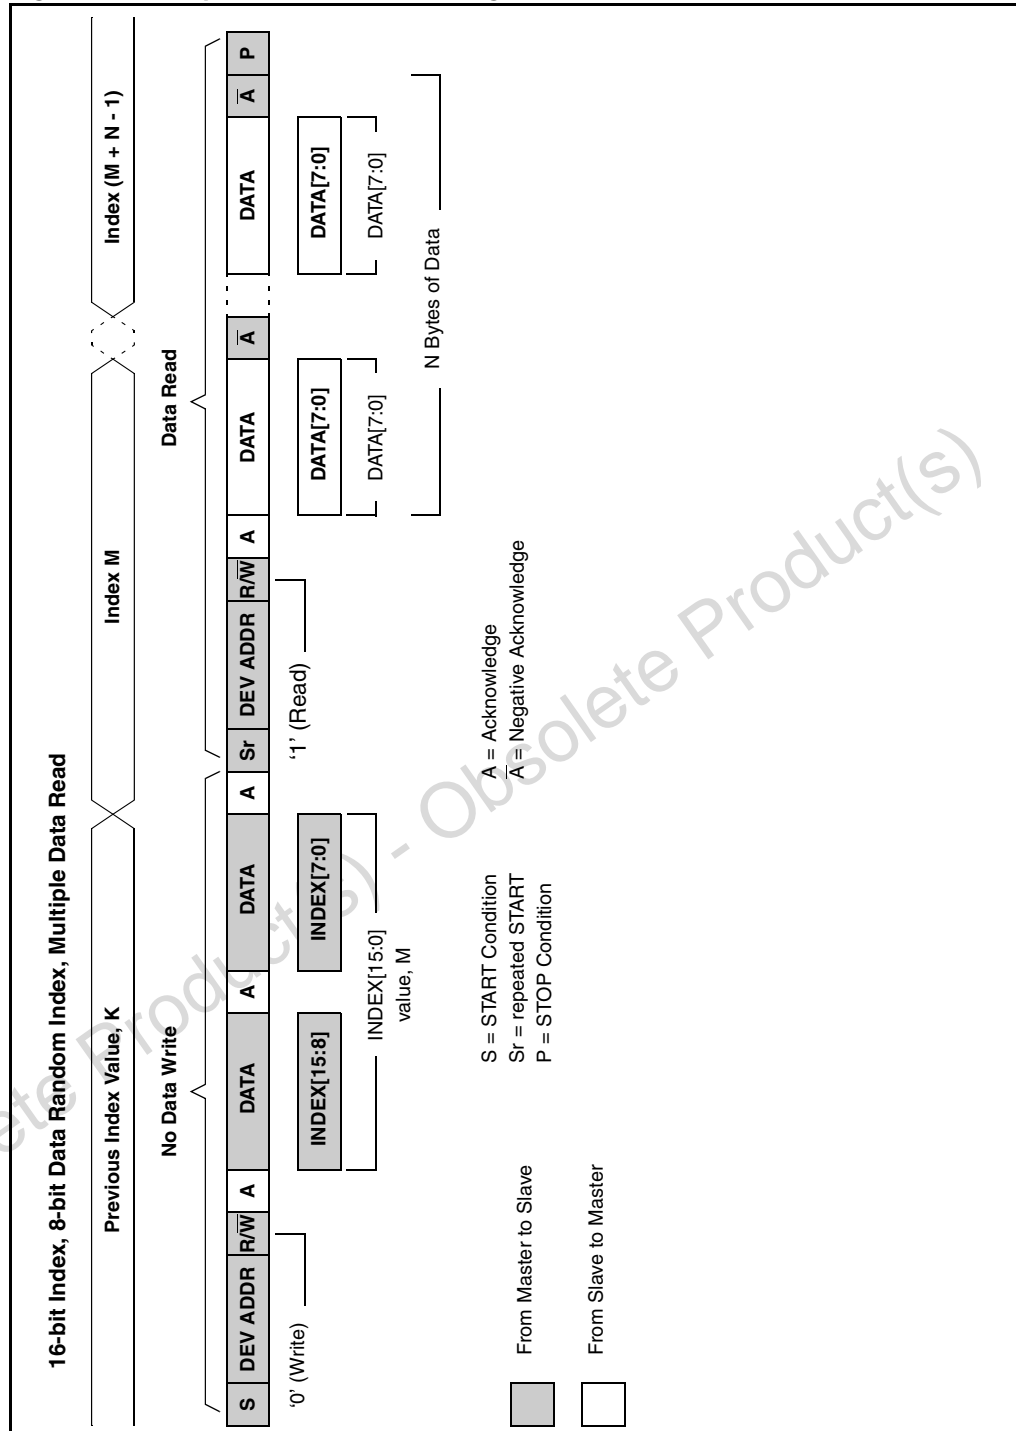 16-bit Index, 8-bit Data Random Index, Multiple Data Read
Previous Index Value, K
Index M
Index (M + N - 1)
No Data Write
Data Read
S
DEV ADDR
R/W̅
A
DATA
A
DATA
A
Sr
DEV ADDR
R/W̅
A
DATA
A̅
DATA
A̅
P
'0' (Write)
INDEX[15:8]
INDEX[7:0]
'1' (Read)
DATA[7:0]
DATA[7:0]
INDEX[15:0]
value, M
DATA[7:0]
DATA[7:0]
N Bytes of Data
From Master to Slave
From Slave to Master
S = START Condition
Sr = repeated START
P = STOP Condition
A = Acknowledge
A̅ = Negative Acknowledge
ete Product(s) - Obsolete Product(s)